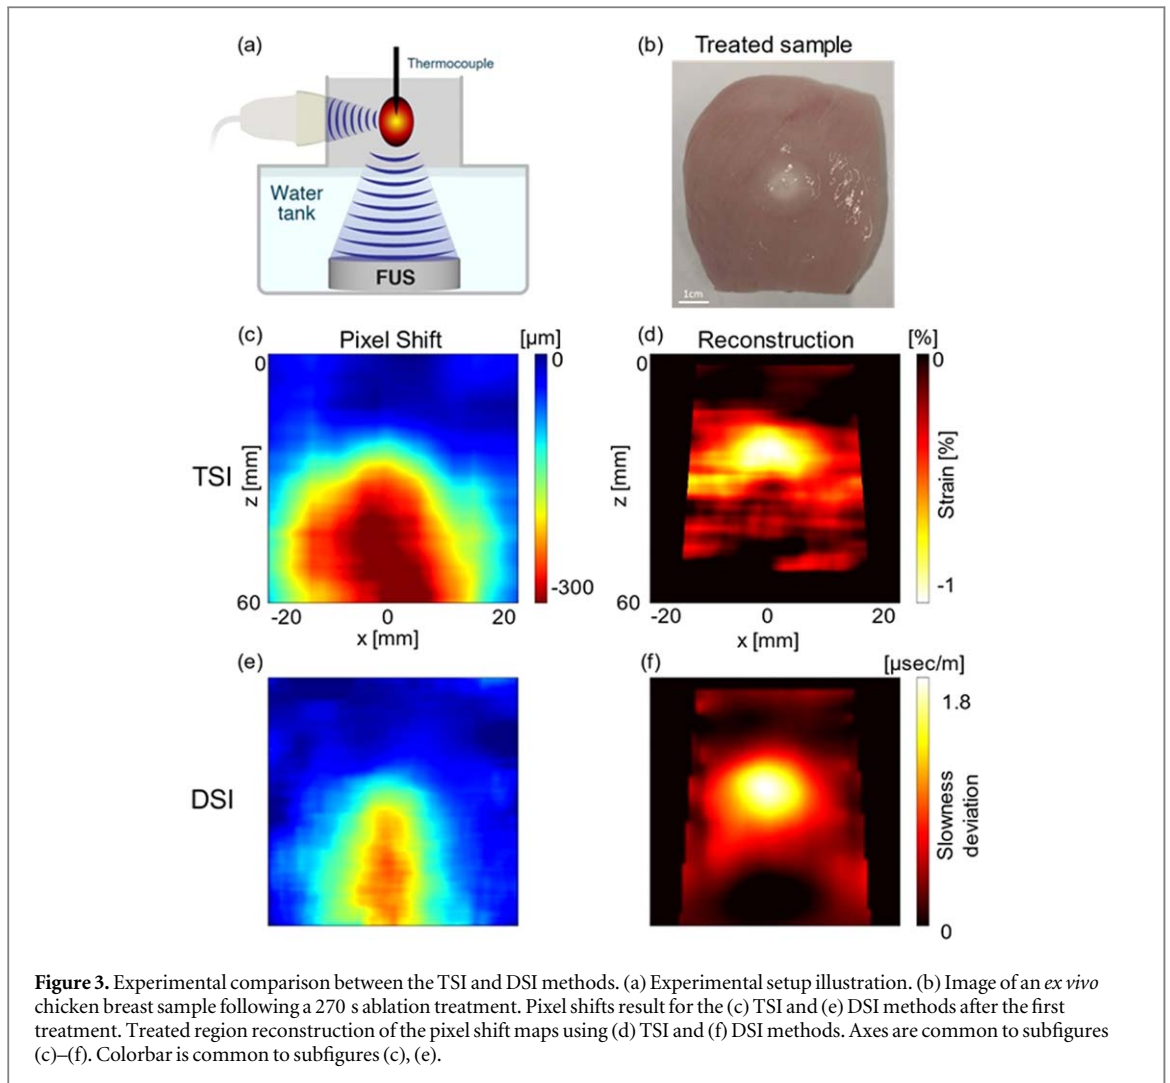 (a)
Thermocouple
Water
tank
FUS
(b) Treated sample
1cm
(c) Pixel Shift [µm]
0
0
TSI
z [mm]
60
-300
-20 0 20
x [mm]
(d) Reconstruction [%]
0
0
z [mm]
Strain [%]
-1
60
-20 0 20
x [mm]
(e)
DSI
(f) [µsec/m]
1.8
Slowness
deviation
0
Figure 3. Experimental comparison between the TSI and DSI methods. (a) Experimental setup illustration. (b) Image of an ex vivo
chicken breast sample following a 270 s ablation treatment. Pixel shifts result for the (c) TSI and (e) DSI methods after the first
treatment. Treated region reconstruction of the pixel shift maps using (d) TSI and (f) DSI methods. Axes are common to subfigures
(c)–(f). Colorbar is common to subfigures (c), (e).